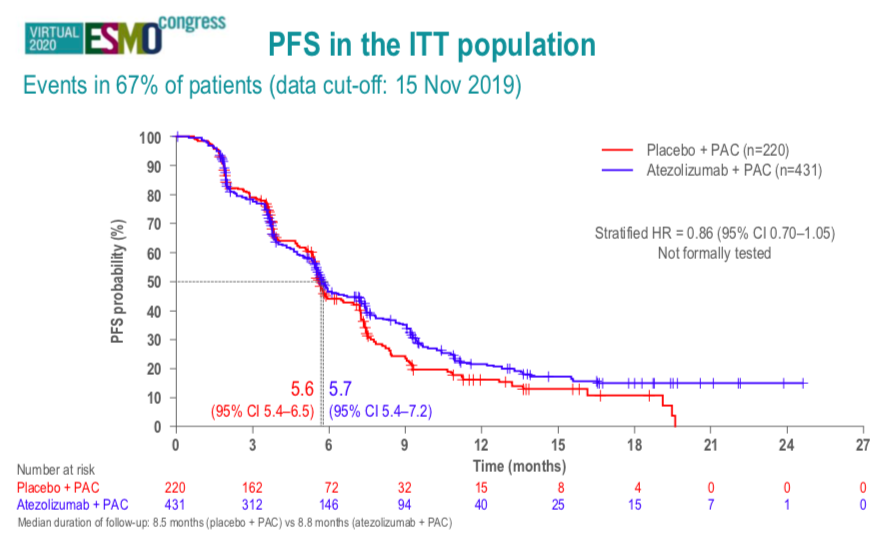 VIRTUAL 2020 ESMO congress
PFS in the ITT population
Events in 67% of patients (data cut-off: 15 Nov 2019)
Placebo + PAC (n=220)
Atezolizumab + PAC (n=431)
Stratified HR = 0.86 (95% CI 0.70–1.05)
Not formally tested
PFS probability (%)
100
90
80
70
60
50
40
30
20
10
0
5.6 5.7
(95% CI 5.4–6.5) (95% CI 5.4–7.2)
0 3 6 9 12 15 18 21 24 27
Time (months)
Number at risk
Placebo + PAC 220 162 72 32 15 8 4 0 0 0
Atezolizumab + PAC 431 312 146 94 40 25 15 7 1 0
Median duration of follow-up: 8.5 months (placebo + PAC) vs 8.8 months (atezolizumab + PAC)